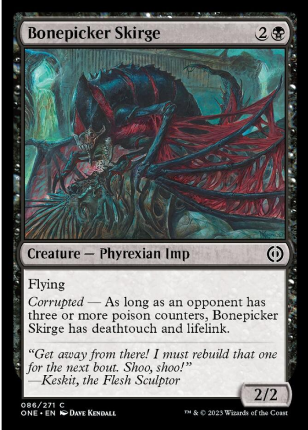 Bonepicker Skirge 2
Creature — Phyrexian Imp
Flying
Corrupted — As long as an opponent has
three or more poison counters, Bonepicker
Skirge has deathtouch and lifelink.
“Get away from there! I must rebuild that one
for the next bout. Shoo, shoo!”
—Keskit, the Flesh Sculptor
2/2
086/271 C
ONE • EN Dave Kendall ™ & © 2023 Wizards of the Coast